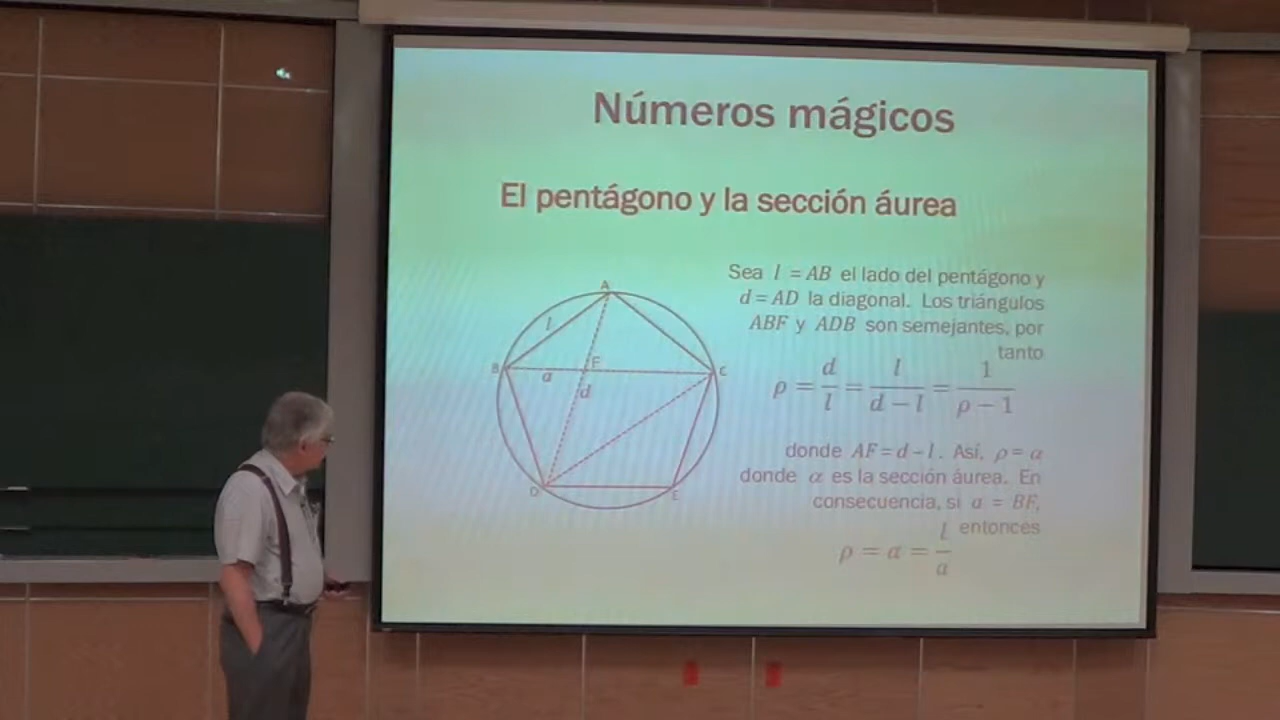 Números mágicos
El pentágono y la sección áurea
Sea l = AB el lado del pentágono y
d = AD la diagonal. Los triángulos
ABF y ADB son semejantes, por
tanto
ρ = d/l = l/(d − l) = 1/(ρ − 1)
donde AF = d − l. Así, ρ = α
donde α es la sección áurea. En
consecuencia, si a = BF,
entonces
ρ = α = l/a
A
l
B
F
C
a
d
D
E